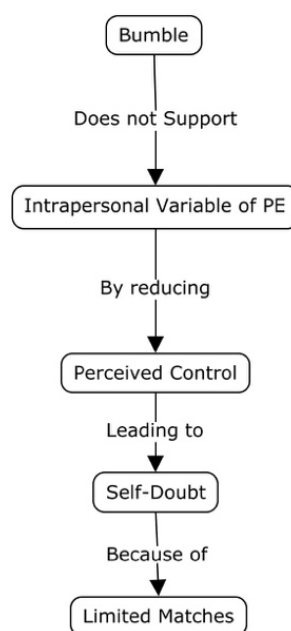 Bumble
Does not Support
Intrapersonal Variable of PE
By reducing
Perceived Control
Leading to
Self-Doubt
Because of
Limited Matches